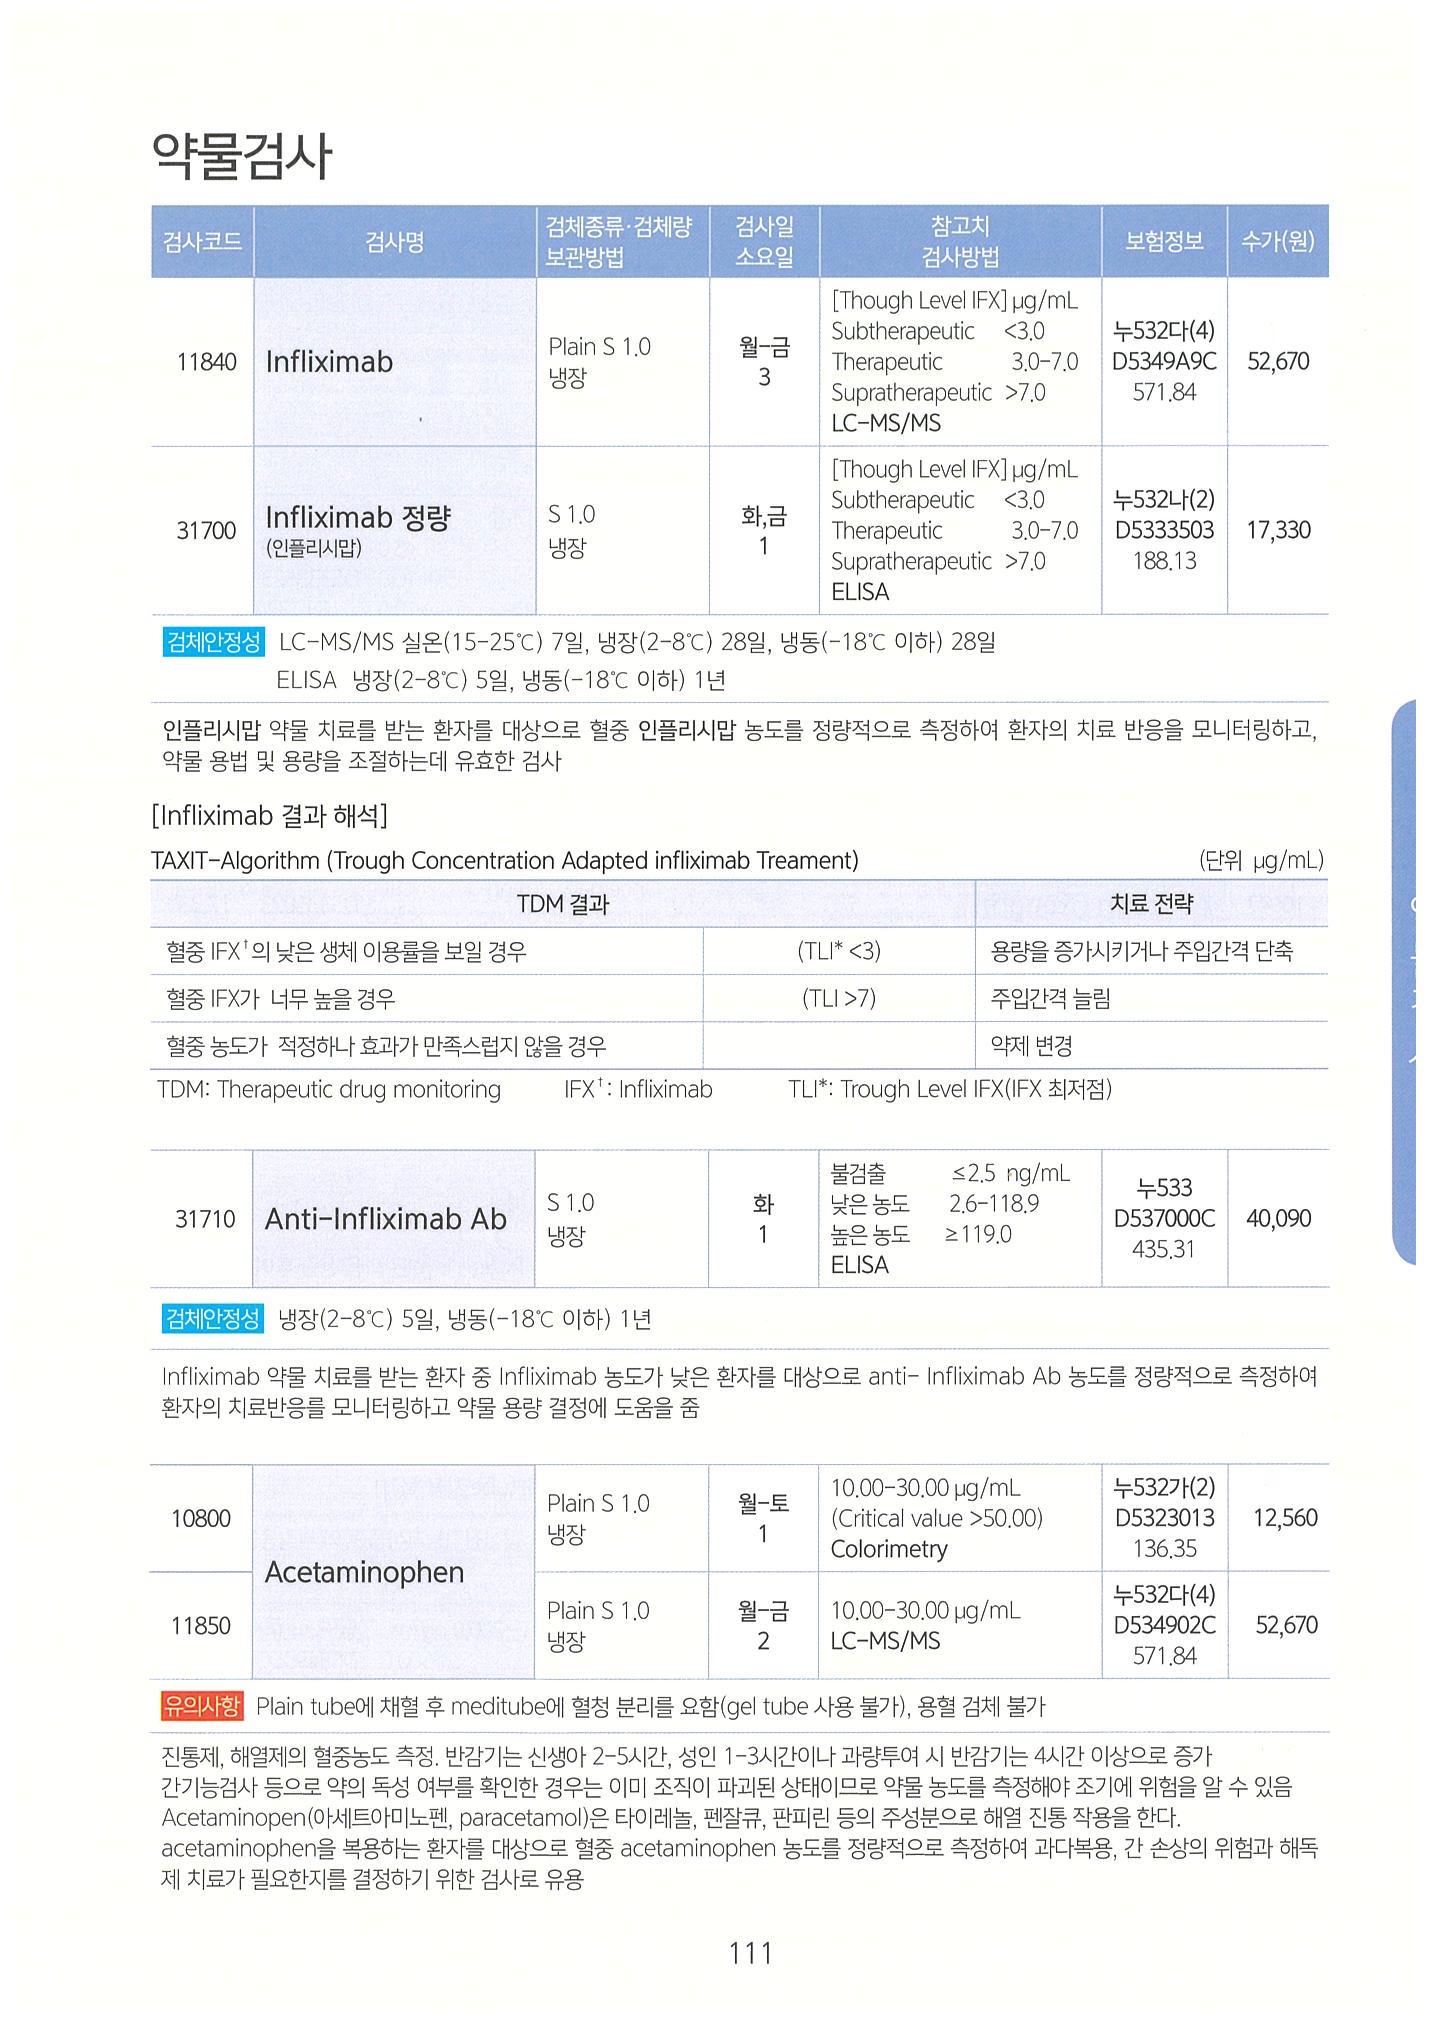 약물검사
검사코드 검사명 검체종류·검체량 보관방법 검사일 소요일 참고치 검사방법 보험정보 수가(원)
11840 Infliximab Plain S 1.0 냉장 월-금 3
[Though Level IFX] µg/mL
Subtherapeutic <3.0
Therapeutic 3.0-7.0
Supratherapeutic >7.0
LC-MS/MS
누532다(4)
D5349A9C
571.84
52,670
31700 Infliximab 정량 (인플리시맙) S 1.0 냉장 화,금 1
[Though Level IFX] µg/mL
Subtherapeutic <3.0
Therapeutic 3.0-7.0
Supratherapeutic >7.0
ELISA
누532나(2)
D5333503
188.13
17,330
검체안정성 LC-MS/MS 실온(15-25℃) 7일, 냉장(2-8℃) 28일, 냉동(-18℃ 이하) 28일
ELISA 냉장(2-8℃) 5일, 냉동(-18℃ 이하) 1년
인플리시맙 약물 치료를 받는 환자를 대상으로 혈중 인플리시맙 농도를 정량적으로 측정하여 환자의 치료 반응을 모니터링하고,
약물 용법 및 용량을 조절하는데 유효한 검사
[Infliximab 결과 해석]
TAXIT-Algorithm (Trough Concentration Adapted infliximab Treament) (단위 µg/mL)
TDM 결과 치료 전략
혈중 IFX†의 낮은 생체 이용률을 보일 경우 (TLI* <3) 용량을 증가시키거나 주입간격 단축
혈중 IFX가 너무 높을 경우 (TLI >7) 주입간격 늘림
혈중 농도가 적정하나 효과가 만족스럽지 않을 경우 약제 변경
TDM: Therapeutic drug monitoring IFX†: Infliximab TLI*: Trough Level IFX(IFX 최저점)
31710 Anti-Infliximab Ab S 1.0 냉장 화 1
불검출 ≤2.5 ng/mL
낮은 농도 2.6-118.9
높은 농도 ≥119.0
ELISA
누533
D537000C
435.31
40,090
검체안정성 냉장(2-8℃) 5일, 냉동(-18℃ 이하) 1년
Infliximab 약물 치료를 받는 환자 중 Infliximab 농도가 낮은 환자를 대상으로 anti- Infliximab Ab 농도를 정량적으로 측정하여
환자의 치료반응를 모니터링하고 약물 용량 결정에 도움을 줌
Acetaminophen
10800 Plain S 1.0 냉장 월-토 1
10.00-30.00 µg/mL
(Critical value >50.00)
Colorimetry
누532가(2)
D5323013
136.35
12,560
11850 Plain S 1.0 냉장 월-금 2
10.00-30.00 µg/mL
LC-MS/MS
누532다(4)
D534902C
571.84
52,670
유의사항 Plain tube에 채혈 후 meditube에 혈청 분리를 요함(gel tube 사용 불가), 용혈 검체 불가
진통제, 해열제의 혈중농도 측정. 반감기는 신생아 2-5시간, 성인 1-3시간이나 과량투여 시 반감기는 4시간 이상으로 증가
간기능검사 등으로 약의 독성 여부를 확인한 경우는 이미 조직이 파괴된 상태이므로 약물 농도를 측정해야 조기에 위험을 알 수 있음
Acetaminopen(아세트아미노펜, paracetamol)은 타이레놀, 펜잘큐, 판피린 등의 주성분으로 해열 진통 작용을 한다.
acetaminophen을 복용하는 환자를 대상으로 혈중 acetaminophen 농도를 정량적으로 측정하여 과다복용, 간 손상의 위험과 해독
제 치료가 필요한지를 결정하기 위한 검사로 유용
111